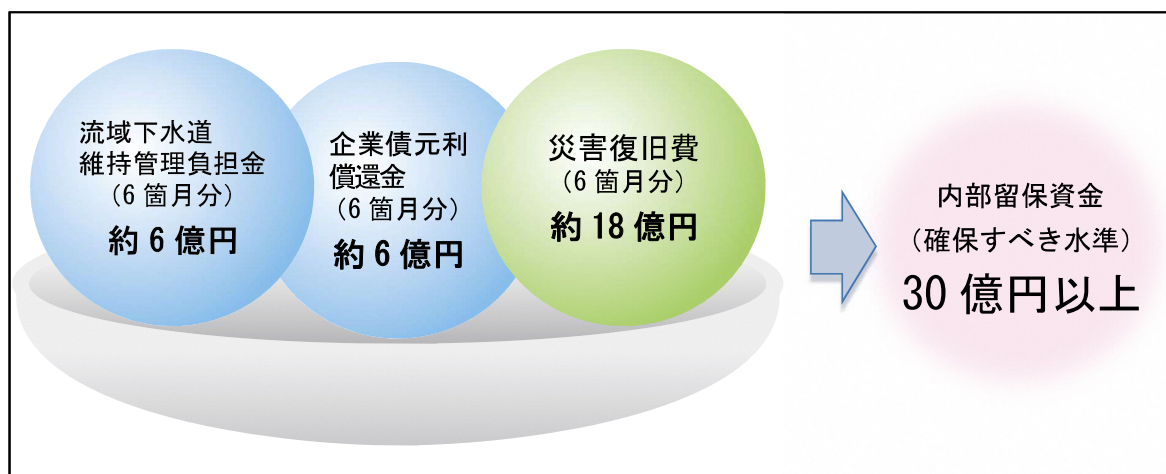 流域下水道
維持管理負担金
（6 箇月分）
約 6 億円
企業債元利
償還金
（6 箇月分）
約 6 億円
災害復旧費
（6 箇月分）
約 18 億円
内部留保資金
（確保すべき水準）
30 億円以上